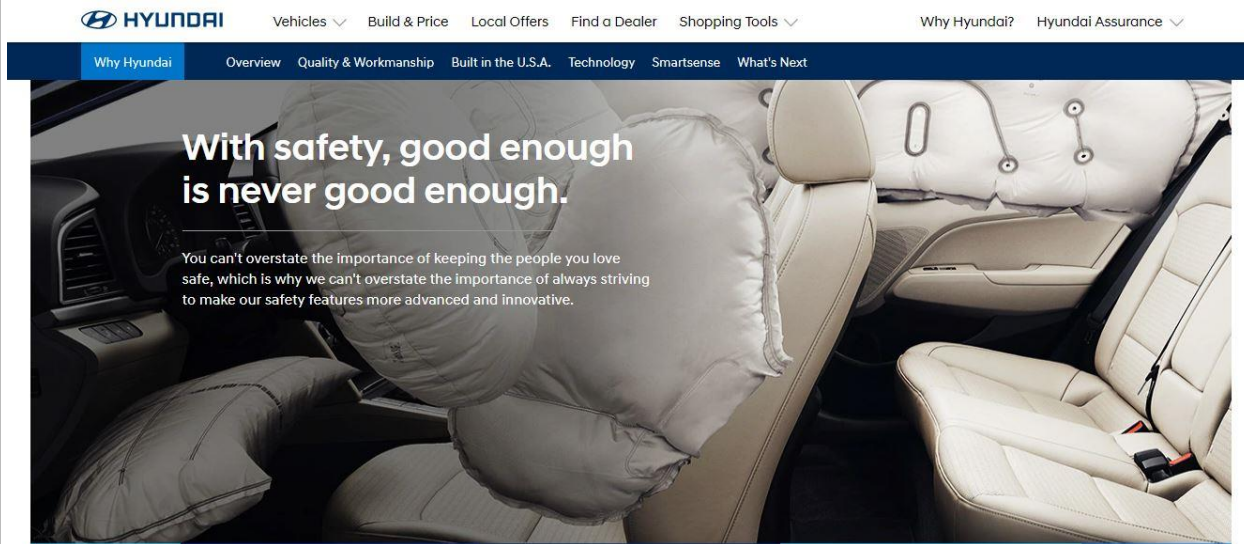 HYUNDAI Vehicles Build & Price Local Offers Find a Dealer Shopping Tools Why Hyundai? Hyundai Assurance
Why Hyundai Overview Quality & Workmanship Built in the U.S.A. Technology Smartsense What's Next
With safety, good enough
is never good enough.
You can't overstate the importance of keeping the people you love
safe, which is why we can't overstate the importance of always striving
to make our safety features more advanced and innovative.